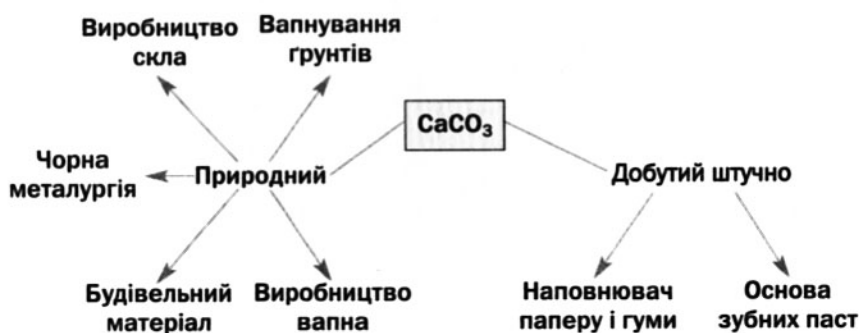 Виробництво
скла
Вапнування
ґрунтів
CaCO₃
Чорна
металургія
Природний
Добутий штучно
Будівельний
матеріал
Виробництво
вапна
Наповнювач
паперу і гуми
Основа
зубних паст